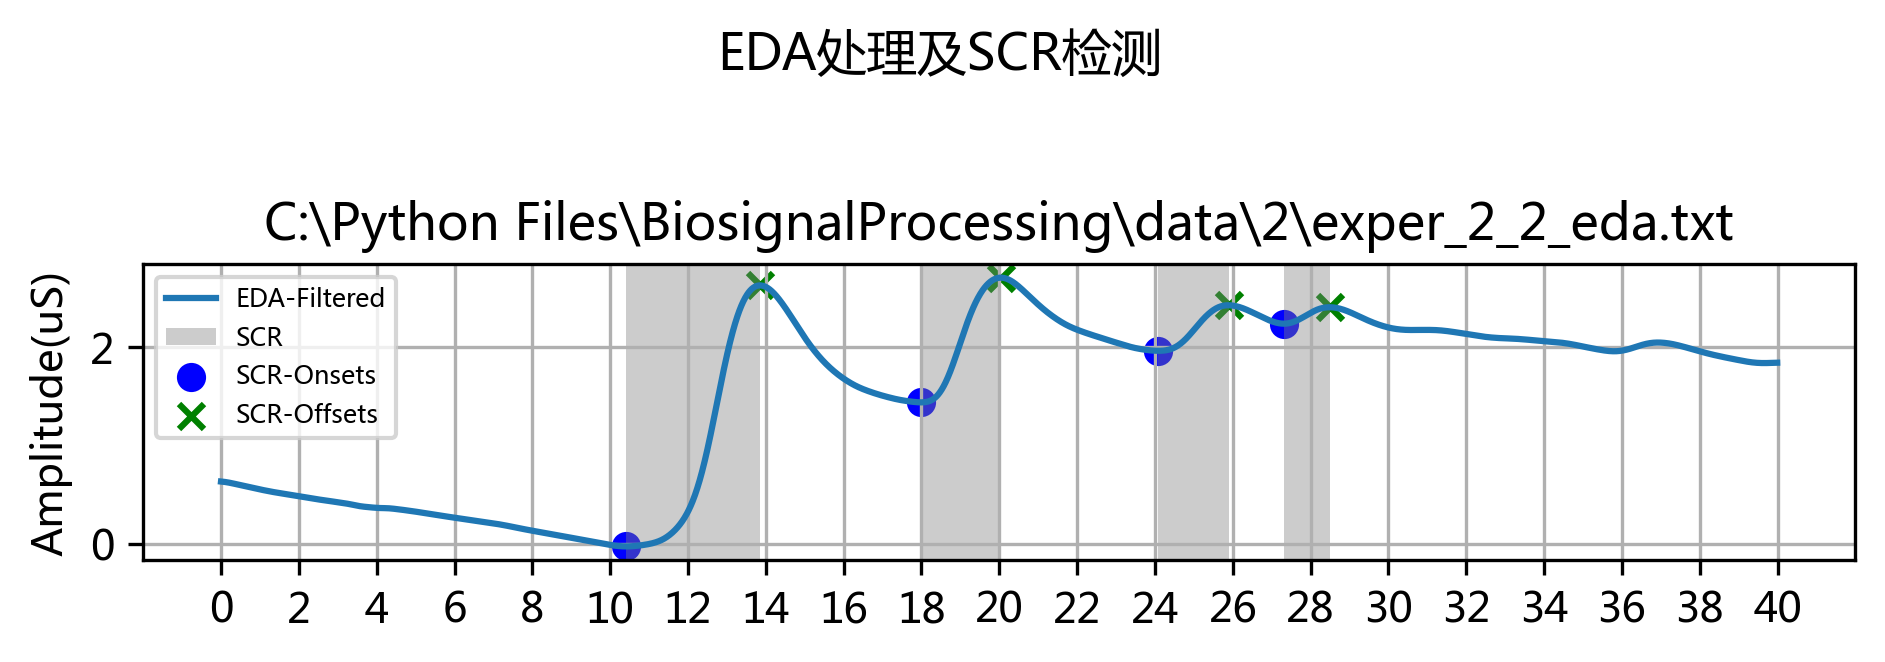 EDA处理及SCR检测
C:\Python Files\BiosignalProcessing\data\2\exper_2_2_eda.txt
Amplitude(uS)
2
0
EDA-Filtered
SCR
SCR-Onsets
SCR-Offsets
0 2 4 6 8 10 12 14 16 18 20 22 24 26 28 30 32 34 36 38 40